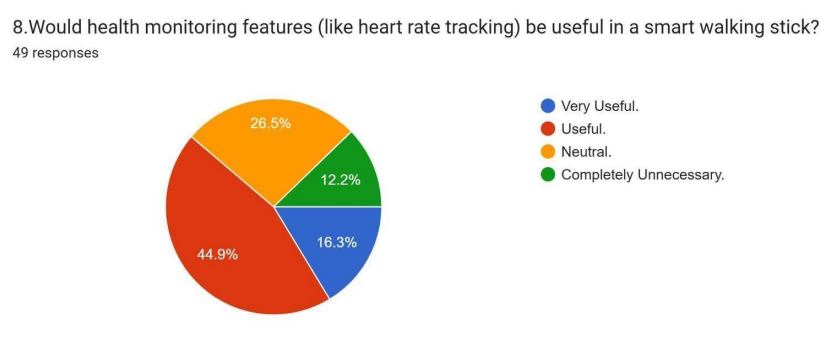 8.Would health monitoring features (like heart rate tracking) be useful in a smart walking stick?
49 responses
26.5%
12.2%
16.3%
44.9%
Very Useful.
Useful.
Neutral.
Completely Unnecessary.